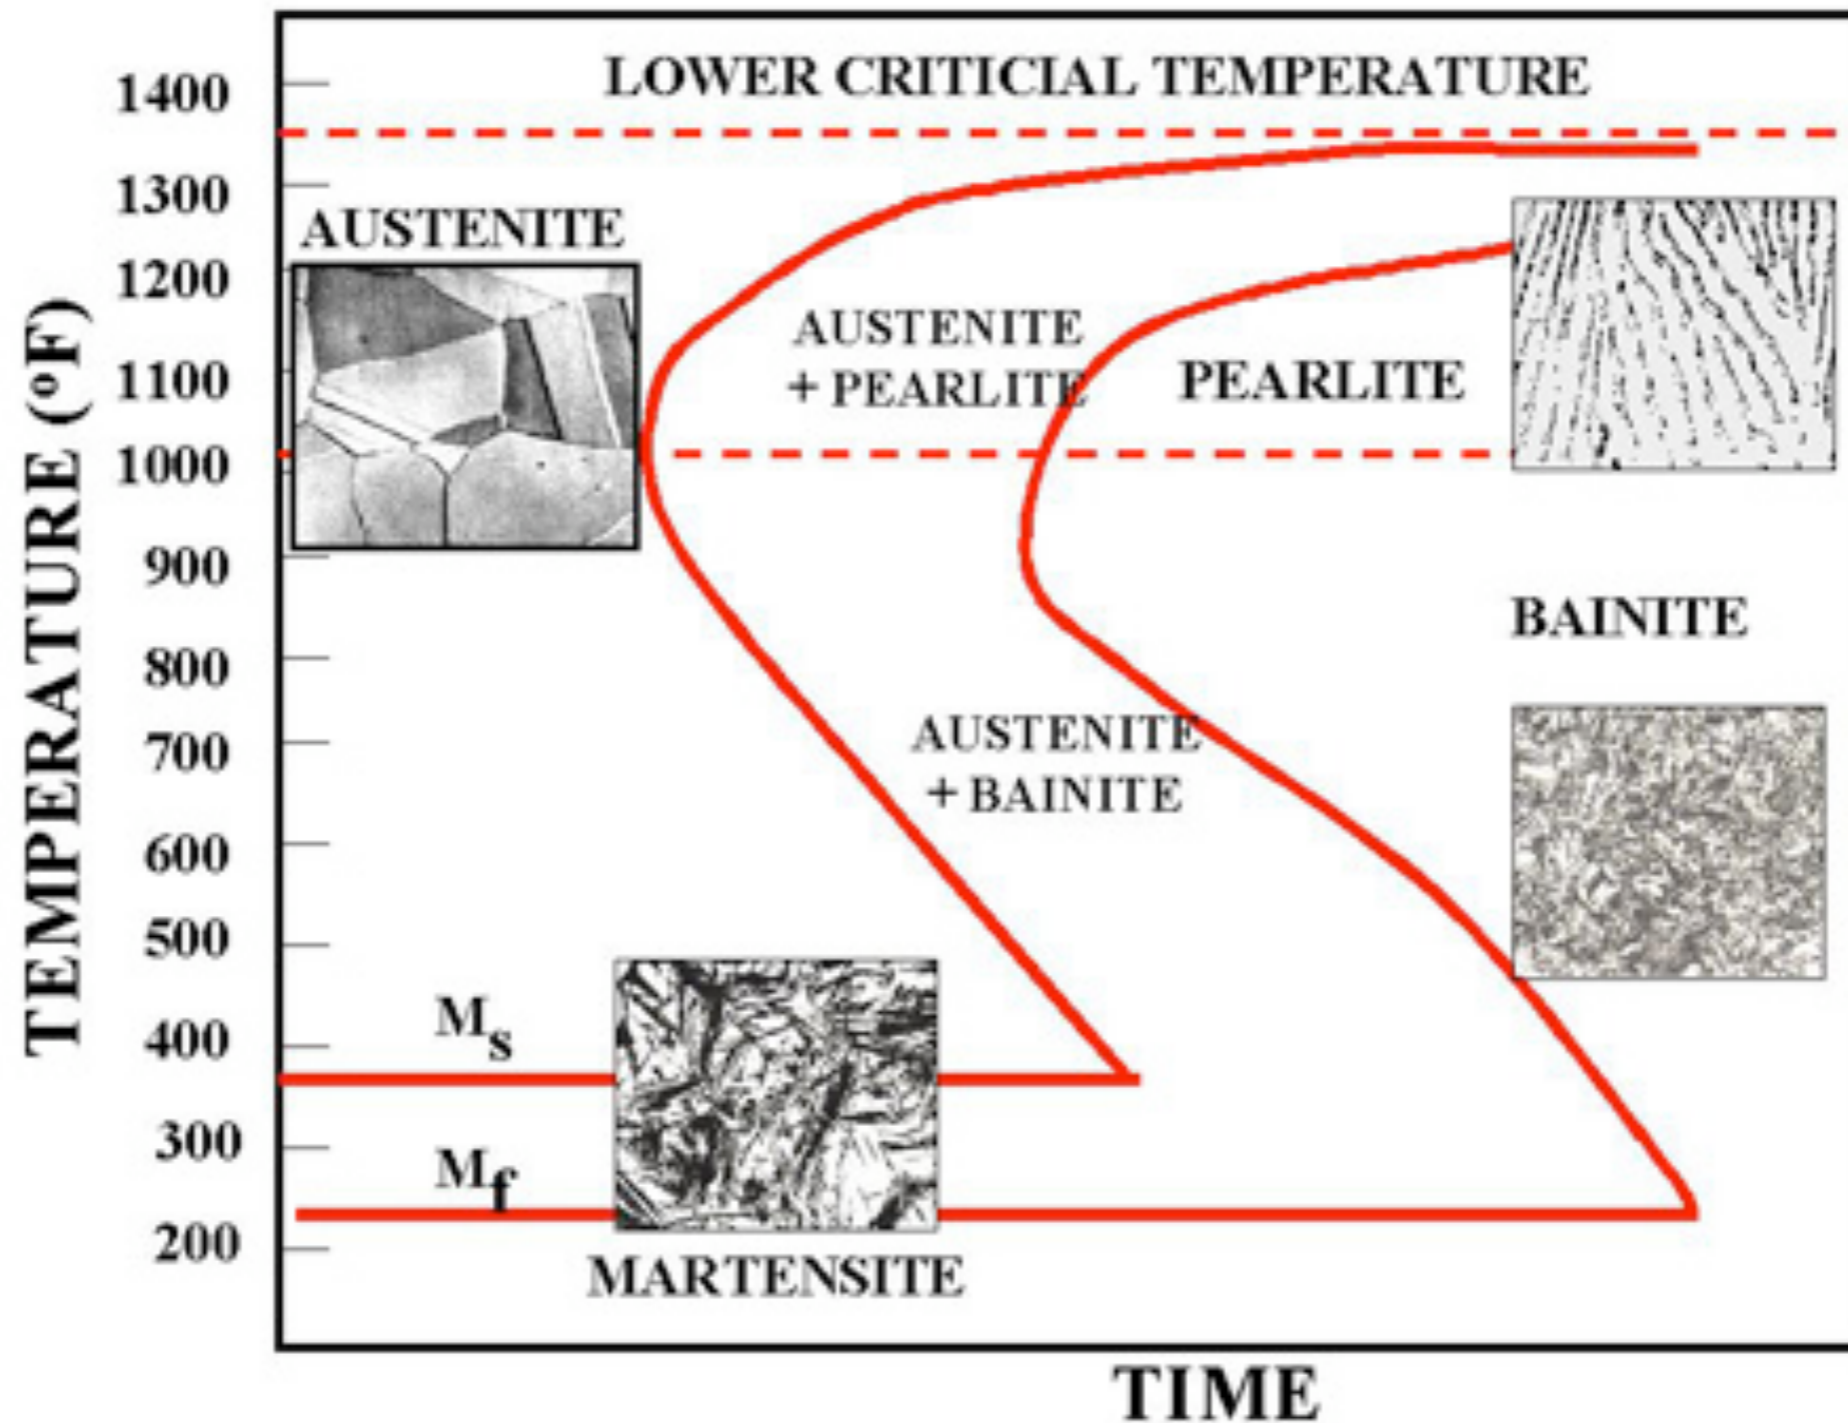 LOWER CRITICIAL TEMPERATURE
1400
1300
AUSTENITE
1200
1100
1000
900
800
700
600
500
400
300
200
TEMPERATURE (ºF)
AUSTENITE
+ PEARLITE
PEARLITE
BAINITE
AUSTENITE
+ BAINITE
Ms
Mf
MARTENSITE
TIME